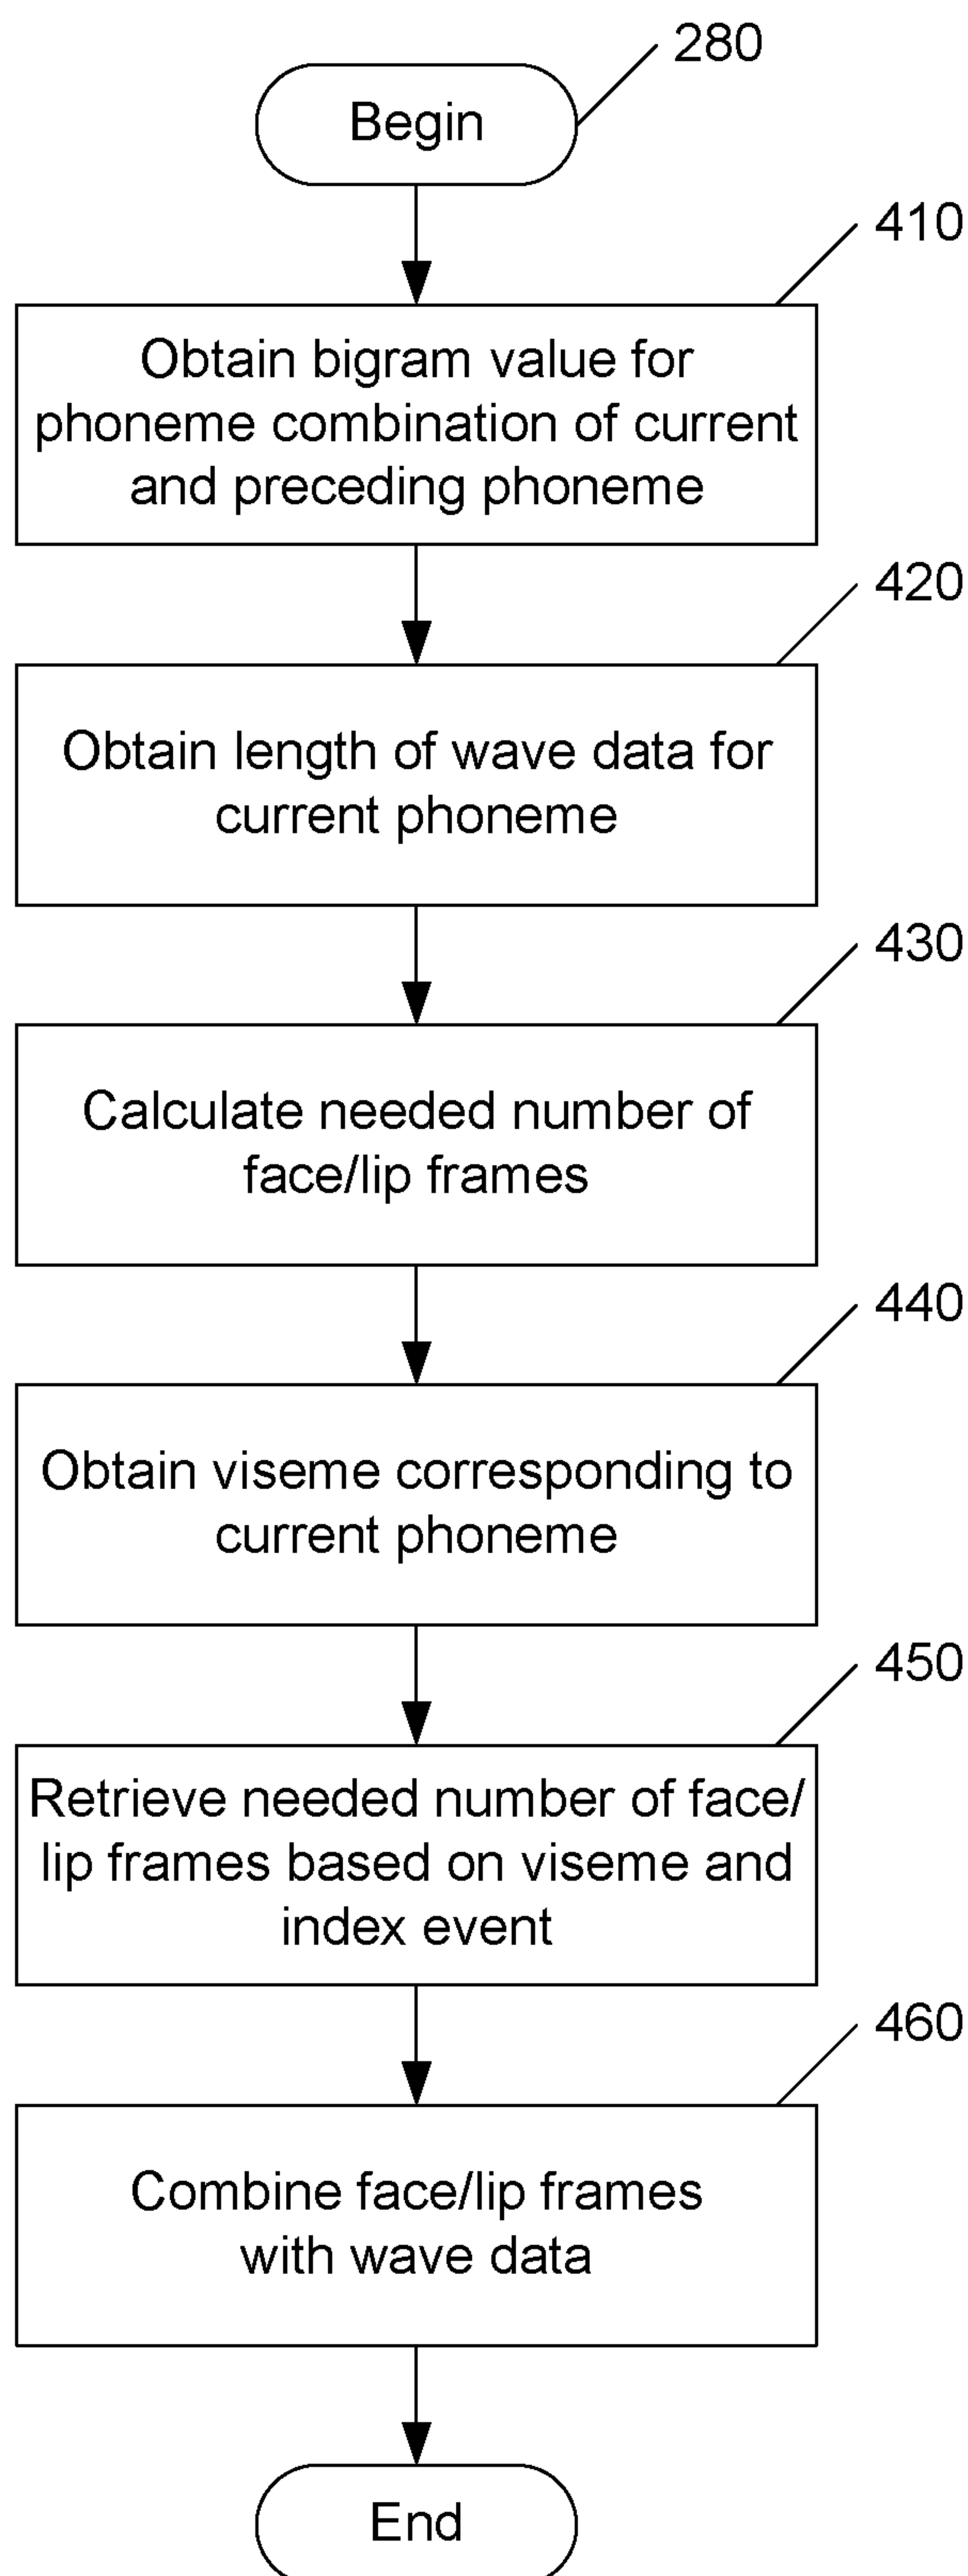 280
Begin
410
Obtain bigram value for
phoneme combination of current
and preceding phoneme
420
Obtain length of wave data for
current phoneme
430
Calculate needed number of
face/lip frames
440
Obtain viseme corresponding to
current phoneme
450
Retrieve needed number of face/
lip frames based on viseme and
index event
460
Combine face/lip frames
with wave data
End